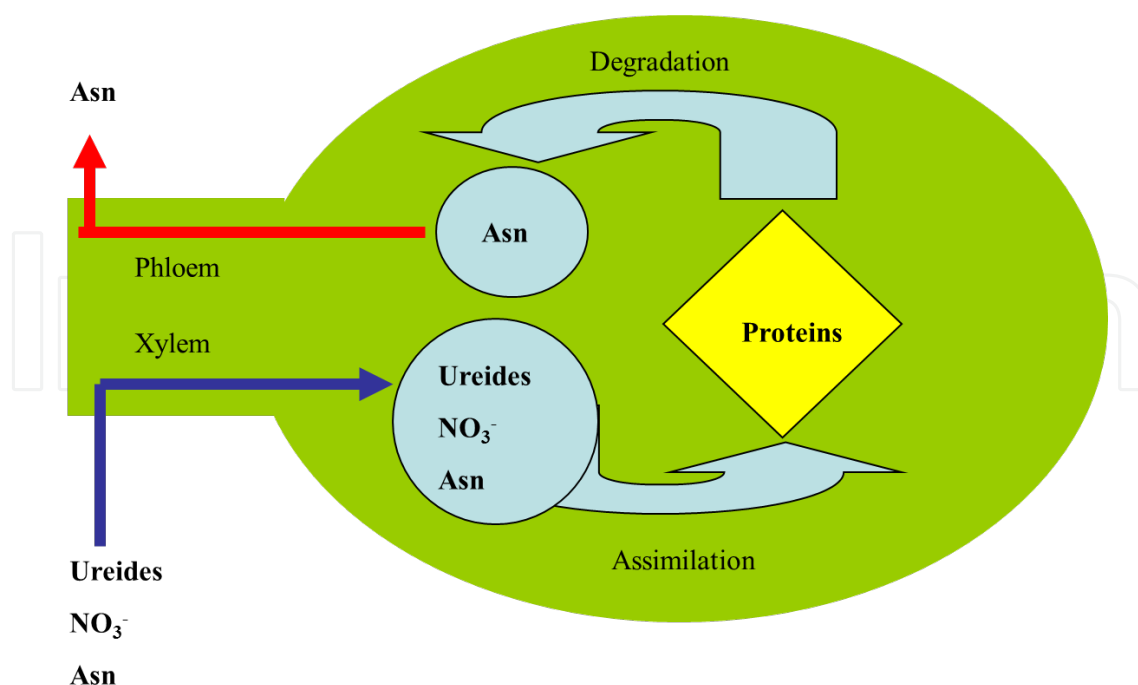 Degradation
Asn
Asn
Phloem
Xylem
Proteins
Ureides
NO₃⁻
Asn
Assimilation
Ureides
NO₃⁻
Asn